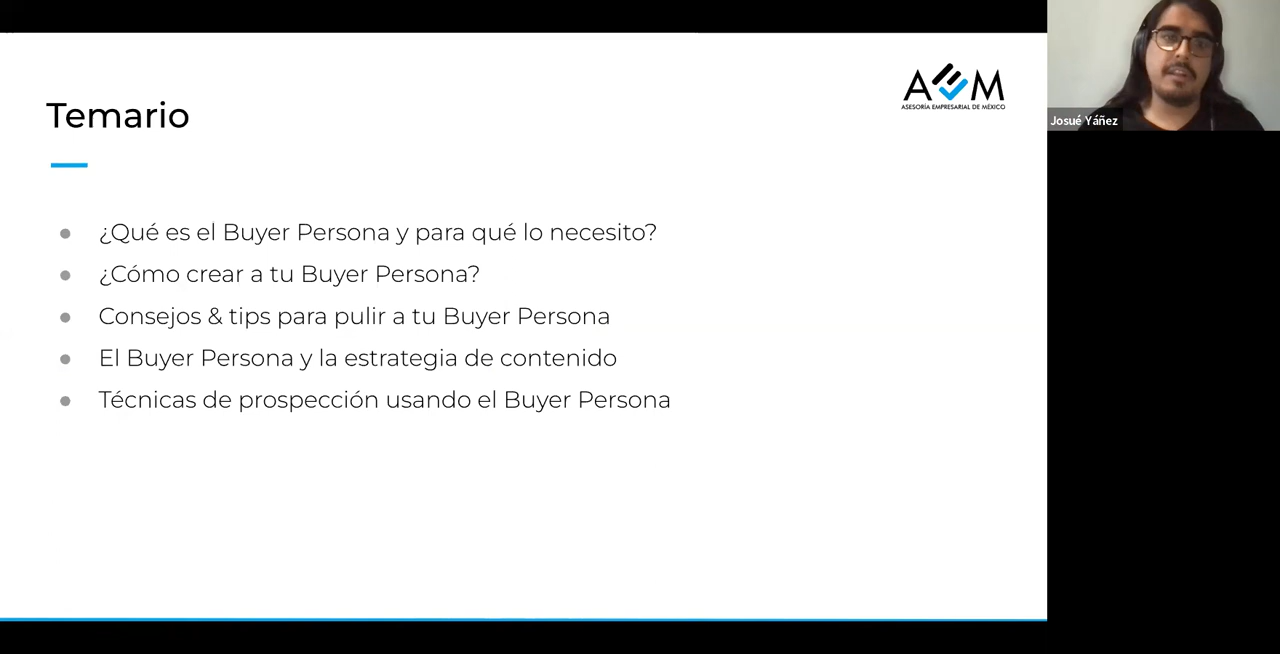 Temario
AEM
ASESORÍA EMPRESARIAL DE MÉXICO
Josué Yáñez
¿Qué es el Buyer Persona y para qué lo necesito?
¿Cómo crear a tu Buyer Persona?
Consejos & tips para pulir a tu Buyer Persona
El Buyer Persona y la estrategia de contenido
Técnicas de prospección usando el Buyer Persona